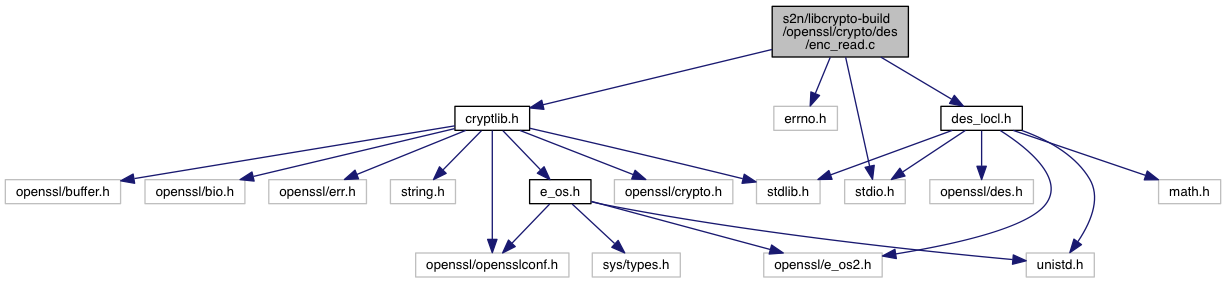 s2n/libcrypto-build
/openssl/crypto/des
/enc_read.c
cryptlib.h
errno.h
des_locl.h
openssl/buffer.h
openssl/bio.h
openssl/err.h
string.h
e_os.h
openssl/crypto.h
stdlib.h
stdio.h
openssl/des.h
math.h
openssl/opensslconf.h
sys/types.h
openssl/e_os2.h
unistd.h